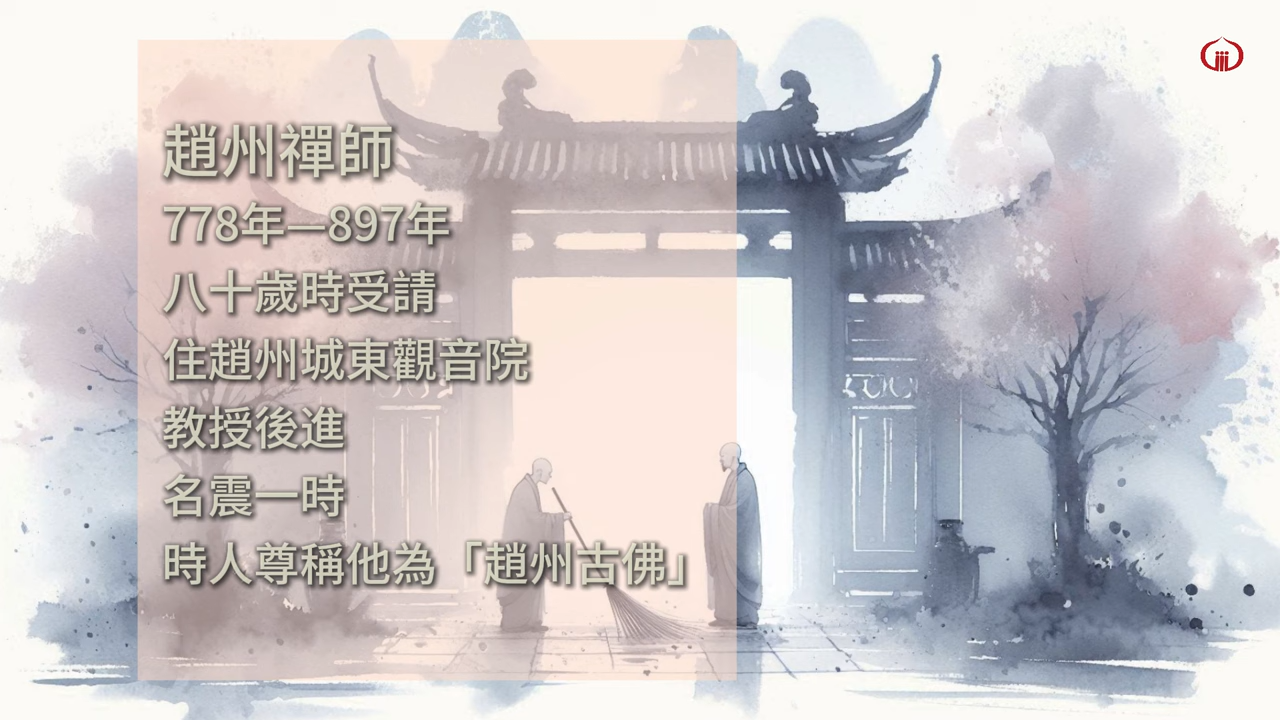 趙州禪師
778年—897年
八十歲時受請
住趙州城東觀音院
教授後進
名震一時
時人尊稱他為「趙州古佛」